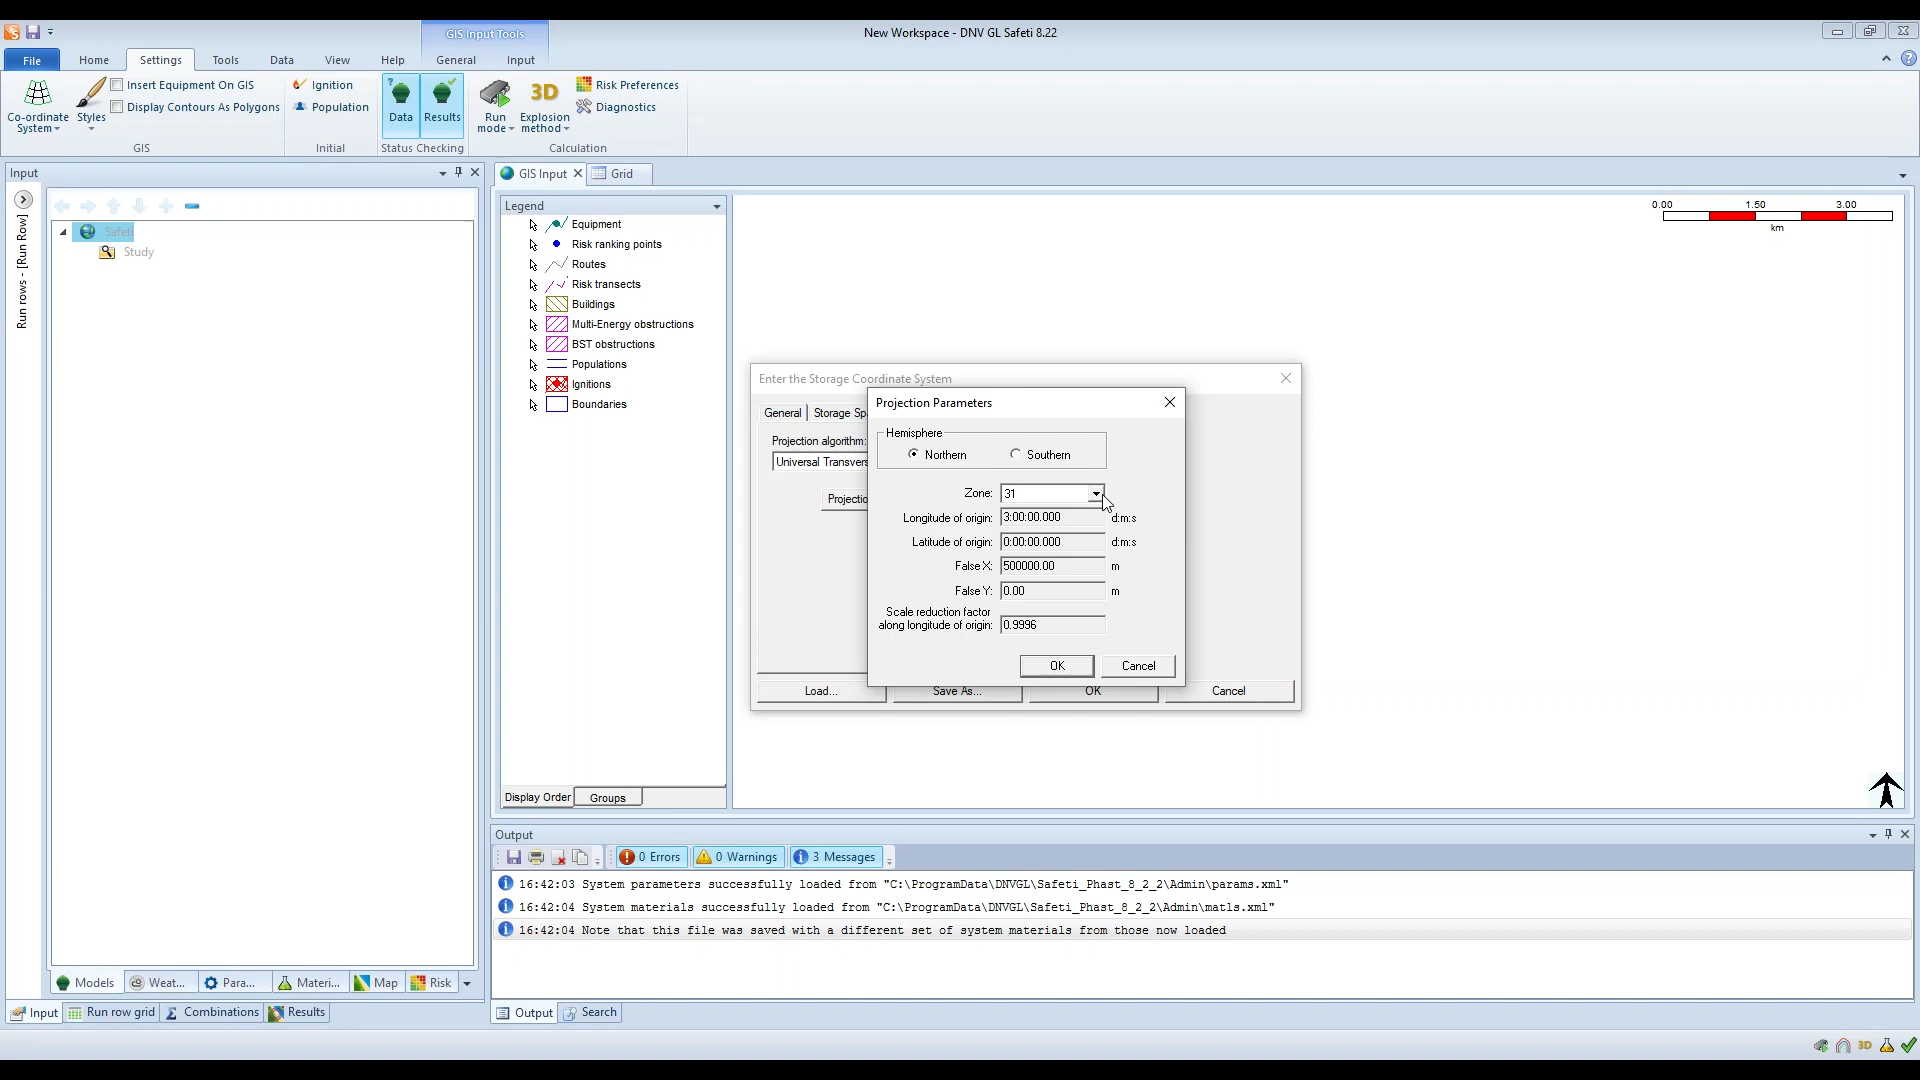 GIS Input Tools
New Workspace - DNV GL Safeti 8.22
File
Home
Settings
Tools
Data
View
Help
General
Input
Co-ordinate
System
Styles
Insert Equipment On GIS
Display Contours As Polygons
GIS
Ignition
Population
Initial
Data
Results
Status Checking
Run
mode
3D
Explosion
method
Risk Preferences
Diagnostics
Calculation
Input
Run rows - [Run Row]
Safeti
Study
GIS Input
Grid
Legend
Equipment
Risk ranking points
Routes
Risk transects
Buildings
Multi-Energy obstructions
BST obstructions
Populations
Ignitions
Boundaries
Display Order
Groups
0.00 1.50 3.00
km
Enter the Storage Coordinate System
General
Storage Sp
Projection algorithm:
Universal Transvers
Projectio
Load...
Save As...
OK
Cancel
Projection Parameters
Hemisphere
Northern
Southern
Zone: 31
Longitude of origin: 3:00:00.000 d:m:s
Latitude of origin: 0:00:00.000 d:m:s
False X: 500000.00 m
False Y: 0.00 m
Scale reduction factor
along longitude of origin: 0.9996
OK
Cancel
Output
0 Errors
0 Warnings
3 Messages
16:42:03 System parameters successfully loaded from "C:\ProgramData\DNVGL\Safeti_Phast_8_2_2\Admin\params.xml"
16:42:04 System materials successfully loaded from "C:\ProgramData\DNVGL\Safeti_Phast_8_2_2\Admin\matls.xml"
16:42:04 Note that this file was saved with a different set of system materials from those now loaded
Models
Weat...
Para...
Materi...
Map
Risk
Input
Run row grid
Combinations
Results
Output
Search
3D